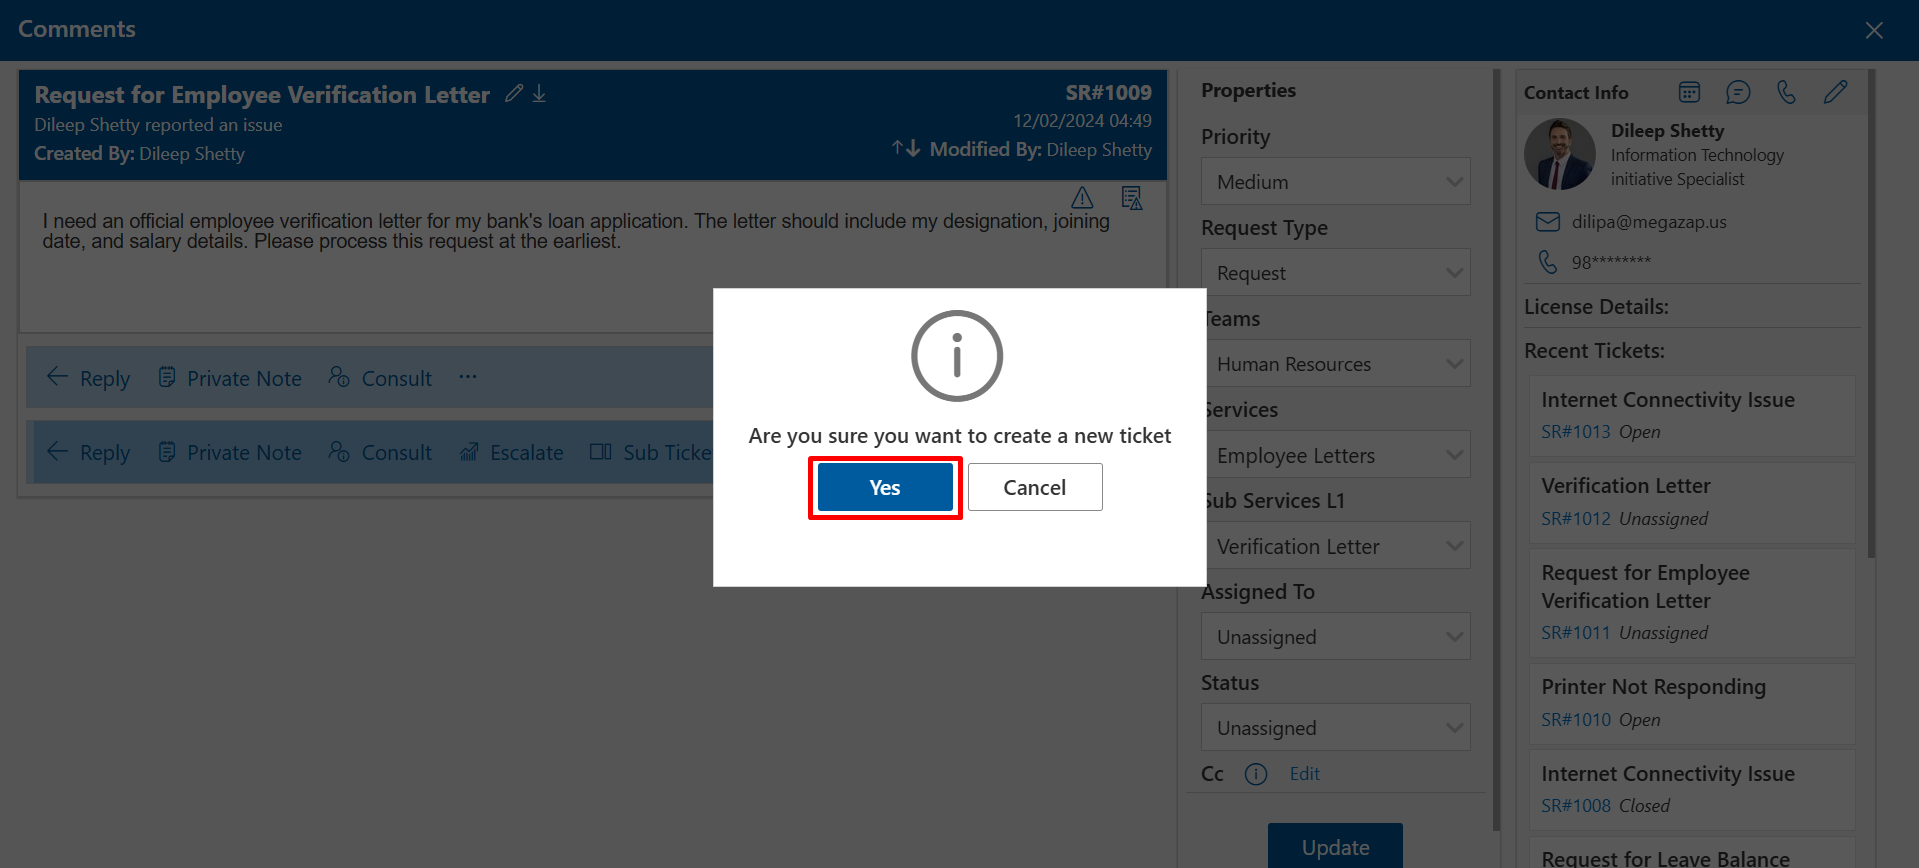 Comments
Request for Employee Verification Letter
SR#1009
Dileep Shetty reported an issue
12/02/2024 04:49
Created By: Dileep Shetty
Modified By: Dileep Shetty
I need an official employee verification letter for my bank's loan application. The letter should include my designation, joining
date, and salary details. Please process this request at the earliest.
Reply
Private Note
Consult
Reply
Private Note
Consult
Escalate
Sub Ticke
Are you sure you want to create a new ticket
Yes
Cancel
Properties
Priority
Medium
Request Type
Request
Teams
Human Resources
Services
Employee Letters
Sub Services L1
Verification Letter
Assigned To
Unassigned
Status
Unassigned
Cc
Edit
Update
Contact Info
Dileep Shetty
Information Technology
initiative Specialist
dilipa@megazap.us
98********
License Details:
Recent Tickets:
Internet Connectivity Issue
SR#1013 Open
Verification Letter
SR#1012 Unassigned
Request for Employee
Verification Letter
SR#1011 Unassigned
Printer Not Responding
SR#1010 Open
Internet Connectivity Issue
SR#1008 Closed
Request for Leave Balance